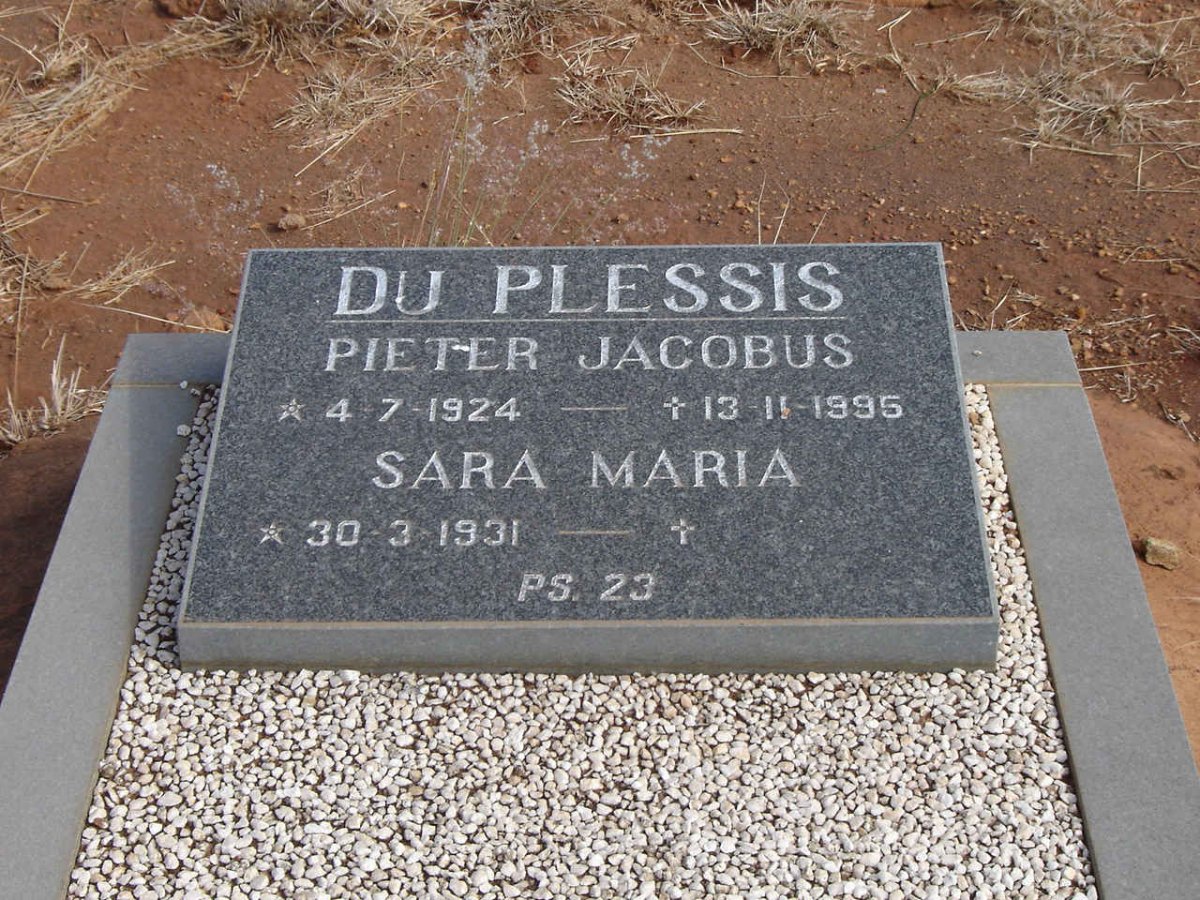 DU PLESSIS
PIETER JACOBUS
☆ 4-7-1924 — ✝ 13-11-1995
SARA MARIA
☆ 30-3-1931 — ✝
PS. 23